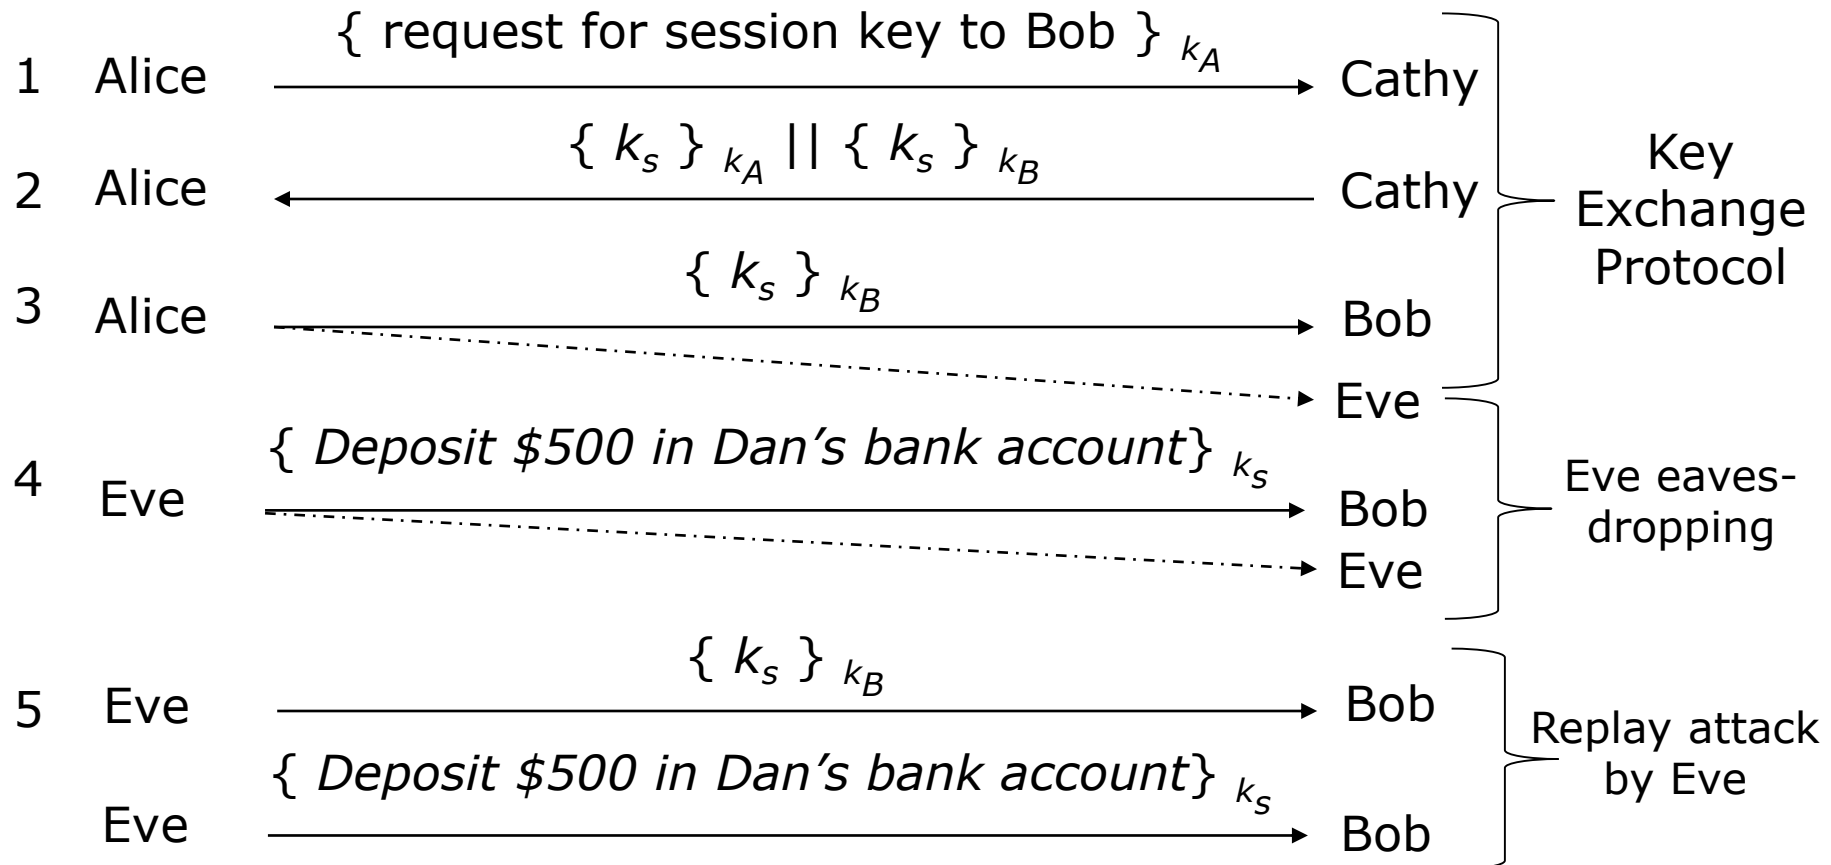 { request for session key to Bob } kA
1 Alice Cathy
{ ks } kA || { ks } kB
2 Alice Cathy
{ ks } kB
3 Alice Bob
Eve
Key
Exchange
Protocol
{ Deposit $500 in Dan’s bank account} ks
4 Eve Bob
Eve
Eve eaves-
dropping
{ ks } kB
5 Eve Bob
{ Deposit $500 in Dan’s bank account} ks
Eve Bob
Replay attack
by Eve